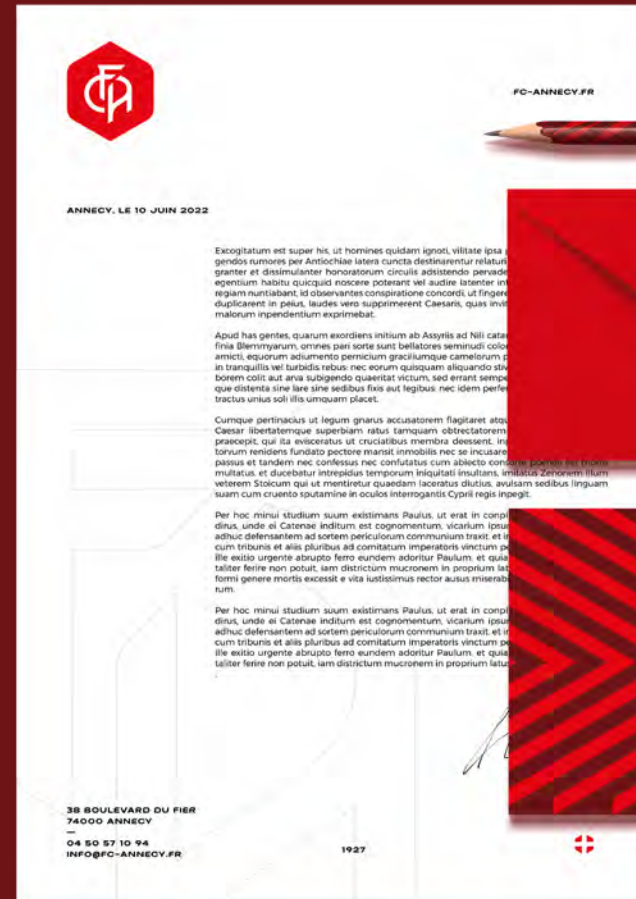 FCA
FC-ANNECY.FR
ANNECY, LE 10 JUIN 2022
Excogitatum est super his, ut homines quidam ignoti, vilitate ipsa
gendos rumores per Antiochiae latera cuncta destinarentur relaturi
granter et dissimulanter honoratorum circulis adsistendo pervade
egentium habitu quicquid noscere poterant vel audire latenter in
regiam nuntiabant, id observantes conspiratione concordi, ut fingere
duplicarent in peius, laudes vero supprimerent Caesaris, quas invit
malorum inpendentium exprimebat.
Apud has gentes, quarum exordiens initium ab Assyriis ad Nili catar
finia Blemmyarum, omnes pari sorte sunt bellatores seminudi color
amicti, equorum adiumento pernicium graciliumque camelorum p
in tranquillis vel turbidis rebus: nec eorum quisquam aliquando stiv
borem colit aut arva subigendo quaeritat victum, sed errant sempe
que distenta sine lare sine sedibus fixis aut legibus: nec idem perfer
tractus unius soli illis umquam placet.
Cumque pertinacius ut legum gnarus accusatorem flagitaret atqu
Caesar libertatemque superbiam ratus tamquam obtrectatorem
praecepit, qui ita evisceratus ut cruciatibus membra deessent, in
torvum renidens fundato pectore mansit inmobilis nec se incusare
passus et tandem nec confessus nec confutatus cum abiecto consorte poenali est morte
multatus. et ducebatur intrepidus temporum iniquitati insultans, imitatus Zenonem illum
veterem Stoicum qui ut mentiretur quaedam laceratus diutius, avulsam sedibus linguam
suam cum cruento sputamine in oculos interrogantis Cyprii regis inpegit.
Per hoc minui studium suum existimans Paulus, ut erat in conpl
dirus, unde ei Catenae inditum est cognomentum, vicarium ipsu
adhuc defensantem ad sortem periculorum communium traxit. et in
cum tribunis et aliis pluribus ad comitatum imperatoris vinctum pe
ille exitio urgente abrupto ferro eundem adoritur Paulum. et quia
taliter ferire non potuit, iam districtum mucronem in proprium lat
formi genere mortis excessit e vita iustissimus rector ausus miserab
rum.
Per hoc minui studium suum existimans Paulus, ut erat in conpl
dirus, unde ei Catenae inditum est cognomentum, vicarium ipsu
adhuc defensantem ad sortem periculorum communium traxit. et in
cum tribunis et aliis pluribus ad comitatum imperatoris vinctum pe
ille exitio urgente abrupto ferro eundem adoritur Paulum. et quia
taliter ferire non potuit, iam districtum mucronem in proprium latus
.
38 BOULEVARD DU FIER
74000 ANNECY
—
04 50 57 10 94
INFO@FC-ANNECY.FR
1927